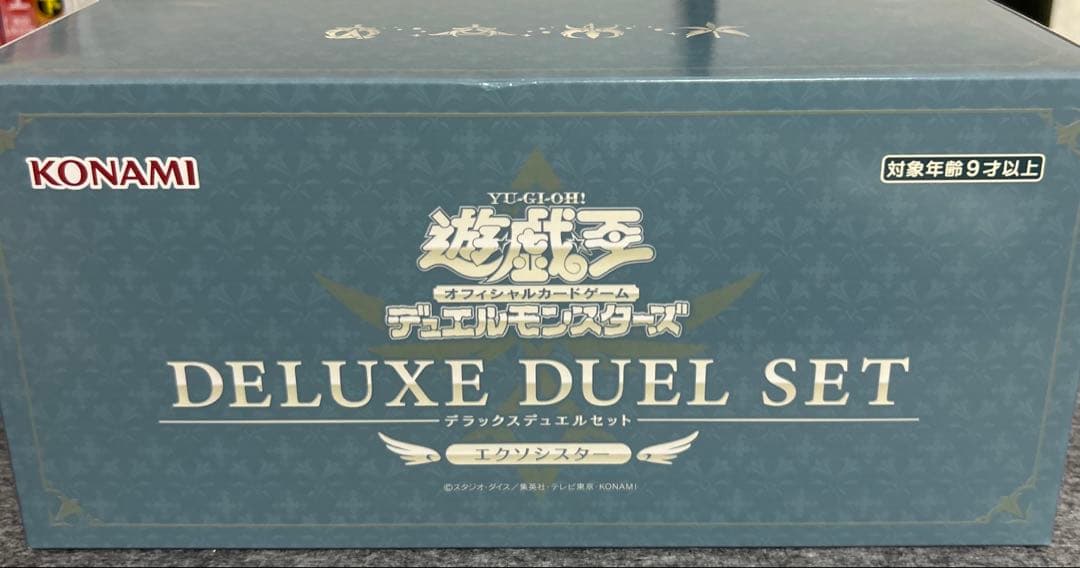 KONAMI
対象年齢9才以上
YU-GI-OH!
遊戯王
オフィシャルカードゲーム
デュエルモンスターズ
DELUXE DUEL SET
デラックスデュエルセット
エクソシスター
©スタジオ・ダイス／集英社・テレビ東京・KONAMI